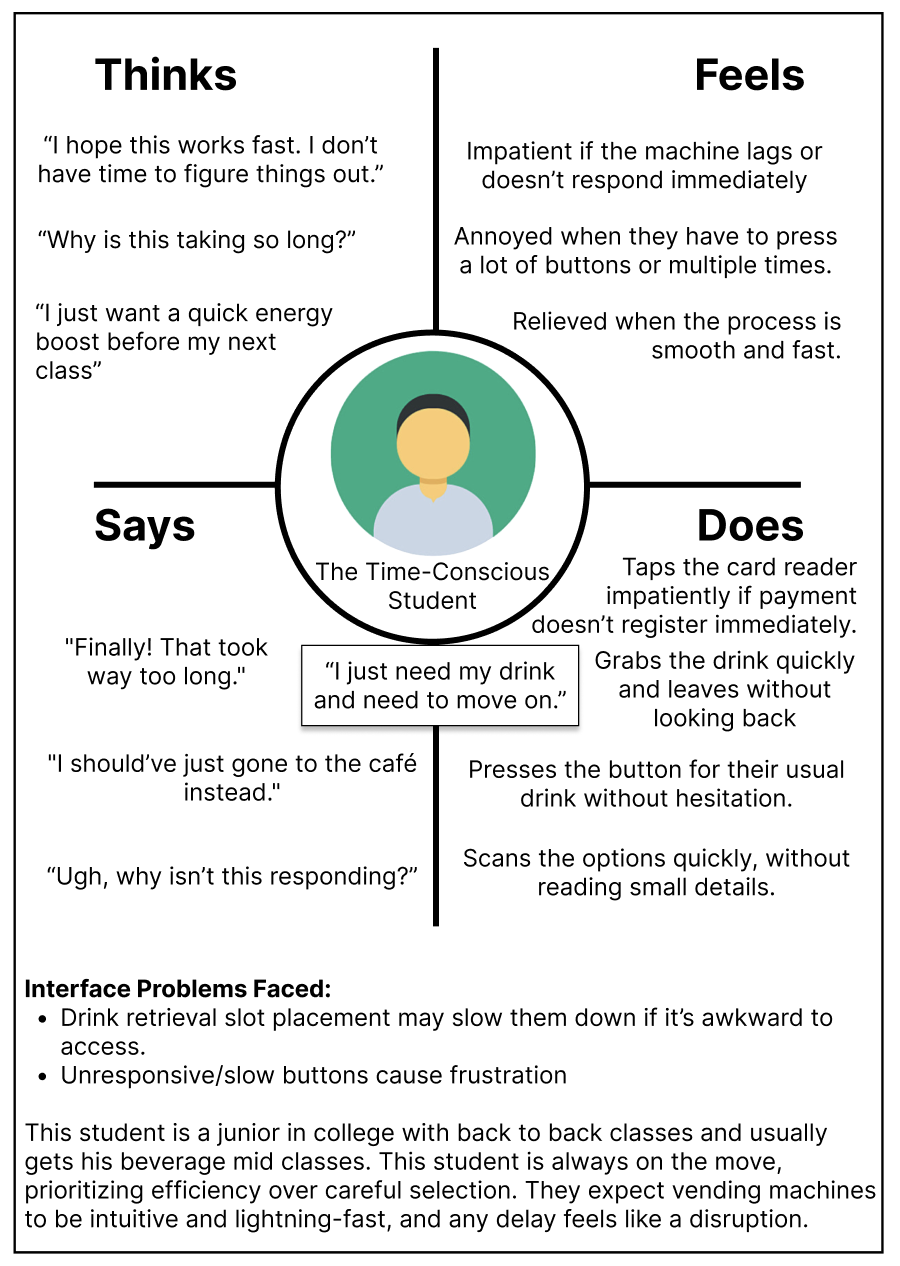 Thinks
“I hope this works fast. I don’t
have time to figure things out.”
“Why is this taking so long?”
“I just want a quick energy
boost before my next
class”
Feels
Impatient if the machine lags or
doesn’t respond immediately
Annoyed when they have to press
a lot of buttons or multiple times.
Relieved when the process is
smooth and fast.
The Time-Conscious
Student
“I just need my drink
and need to move on.”
Says
"Finally! That took
way too long."
"I should’ve just gone to the café
instead."
“Ugh, why isn’t this responding?”
Does
Taps the card reader
impatiently if payment
doesn’t register immediately.
Grabs the drink quickly
and leaves without
looking back
Presses the button for their usual
drink without hesitation.
Scans the options quickly, without
reading small details.
Interface Problems Faced:
• Drink retrieval slot placement may slow them down if it’s awkward to
access.
• Unresponsive/slow buttons cause frustration
This student is a junior in college with back to back classes and usually
gets his beverage mid classes. This student is always on the move,
prioritizing efficiency over careful selection. They expect vending machines
to be intuitive and lightning-fast, and any delay feels like a disruption.